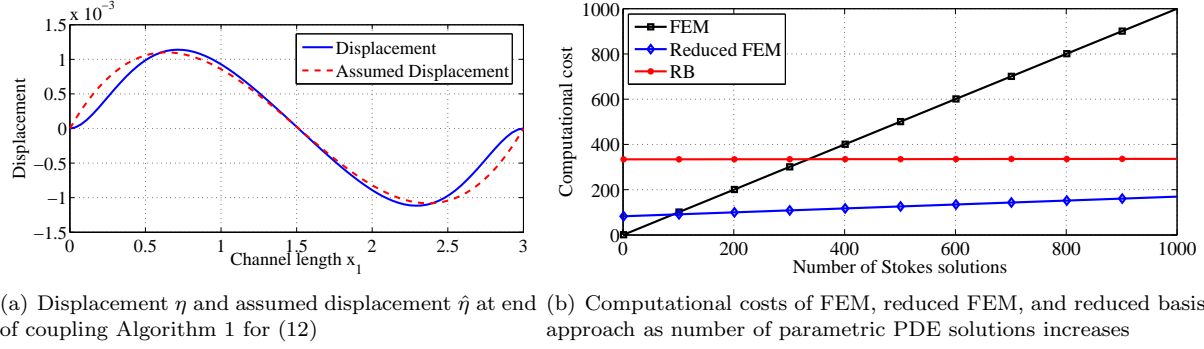 x 10⁻³
1.5
1
0.5
0
−0.5
−1
−1.5
Displacement
Displacement
Assumed Displacement
0 0.5 1 1.5 2 2.5 3
Channel length x₁
1000
800
600
400
200
0
Computational cost
FEM
Reduced FEM
RB
0 200 400 600 800 1000
Number of Stokes solutions
(a) Displacement η and assumed displacement η̂ at end
of coupling Algorithm 1 for (12)
(b) Computational costs of FEM, reduced FEM, and reduced basis
approach as number of parametric PDE solutions increases